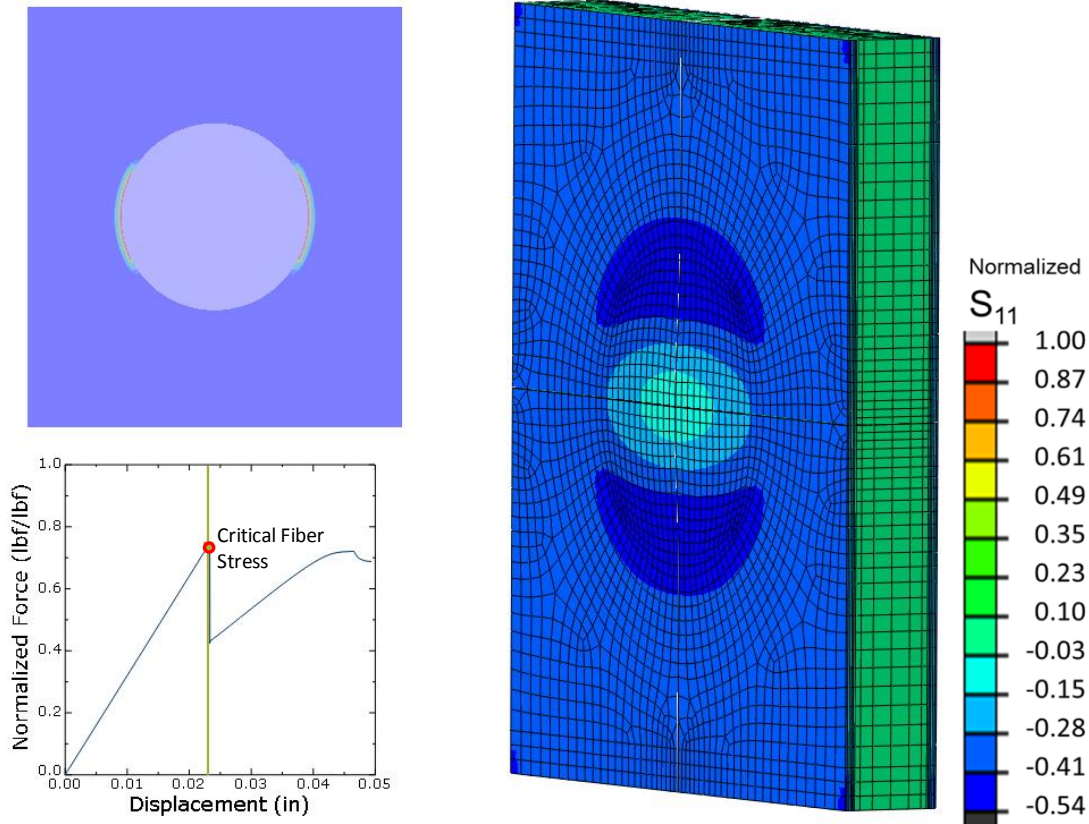 Normalized
S11
1.00
0.87
0.74
0.61
0.49
0.35
0.23
0.10
-0.03
-0.15
-0.28
-0.41
-0.54
1.0
0.8
0.6
0.4
0.2
0.0
Normalized Force (lbf/lbf)
Critical Fiber
Stress
0.00 0.01 0.02 0.03 0.04 0.05
Displacement (in)